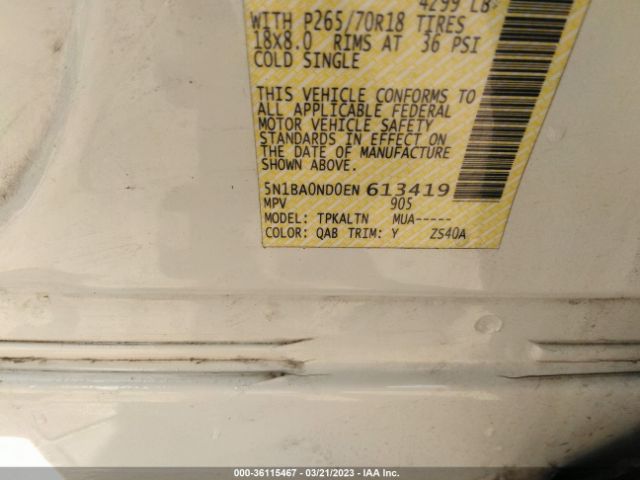 4299 LB
WITH P265/70R18 TIRES
18X8.0 RIMS AT 36 PSI
COLD SINGLE
THIS VEHICLE CONFORMS TO
ALL APPLICABLE FEDERAL
MOTOR VEHICLE SAFETY
STANDARDS IN EFFECT ON
THE DATE OF MANUFACTURE
SHOWN ABOVE.
5N1BA0ND0EN 613419
MPV 905
MODEL: TPKALTN MUA-----
COLOR: QAB TRIM: Y ZS40A
000-36115467 - 03/21/2023 - IAA Inc.